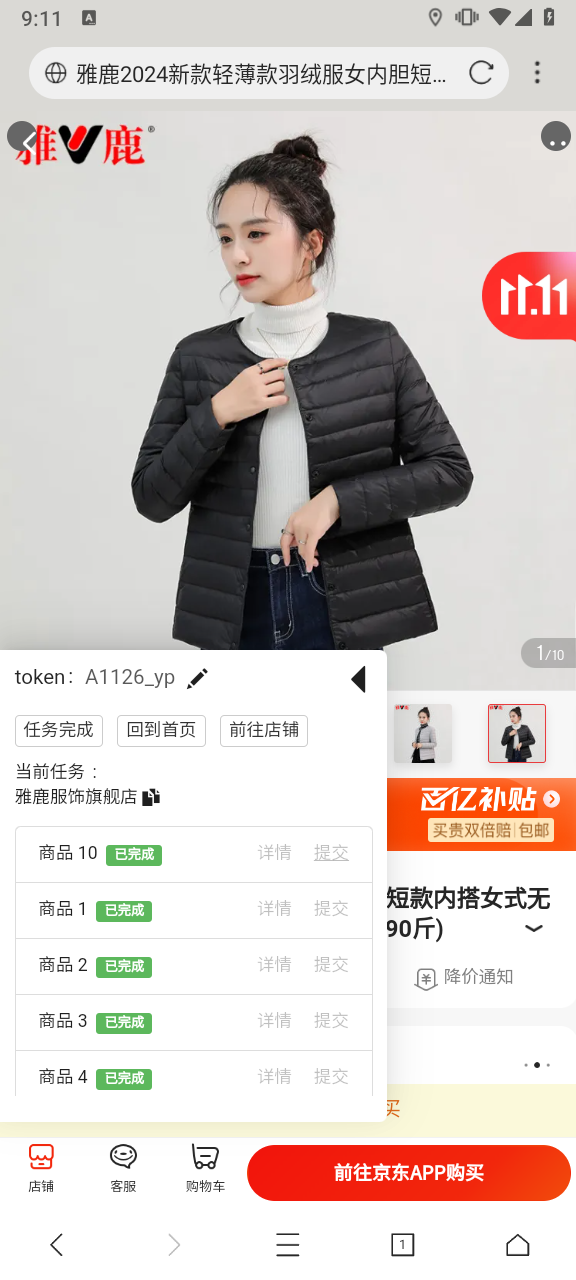 9:11
A
雅鹿2024新款轻薄款羽绒服女内胆短...
雅鹿®
11.11
1/10
token： A1126_yp
任务完成 回到首页 前往店铺
当前任务 :
雅鹿服饰旗舰店
商品 10 已完成 详情 提交
商品 1 已完成 详情 提交
商品 2 已完成 详情 提交
商品 3 已完成 详情 提交
商品 4 已完成 详情 提交
百亿补贴
买贵双倍赔 包邮
短款内搭女式无
90斤)
降价通知
买
店铺 客服 购物车 前往京东APP购买
1